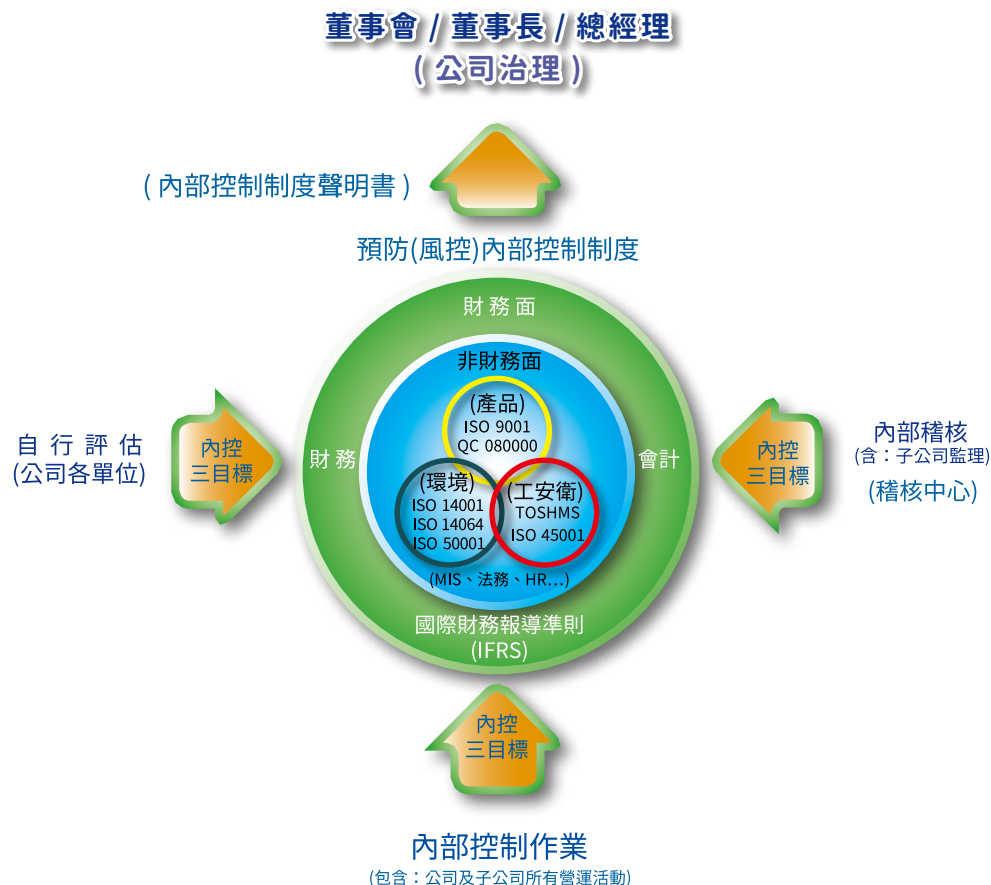 董事會 / 董事長 / 總經理
( 公司治理 )
( 內部控制制度聲明書 )
預防(風控)內部控制制度
財務面
非財務面
(產品)
ISO 9001
QC 080000
自行評估
(公司各單位)
內控
三目標
財務
(環境)
ISO 14001
ISO 14064
ISO 50001
(工安衛)
TOSHMS
ISO 45001
會計
內控
三目標
內部稽核
(含：子公司監理)
(稽核中心)
(MIS、法務、HR...)
國際財務報導準則
(IFRS)
內控
三目標
內部控制作業
(包含：公司及子公司所有營運活動)